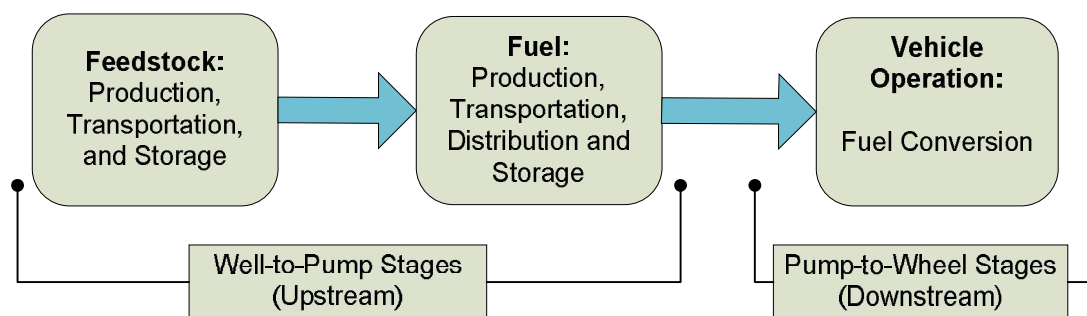 Feedstock:
Production,
Transportation,
and Storage
Fuel:
Production,
Transportation,
Distribution and
Storage
Vehicle
Operation:
Fuel Conversion
Well-to-Pump Stages
(Upstream)
Pump-to-Wheel Stages
(Downstream)